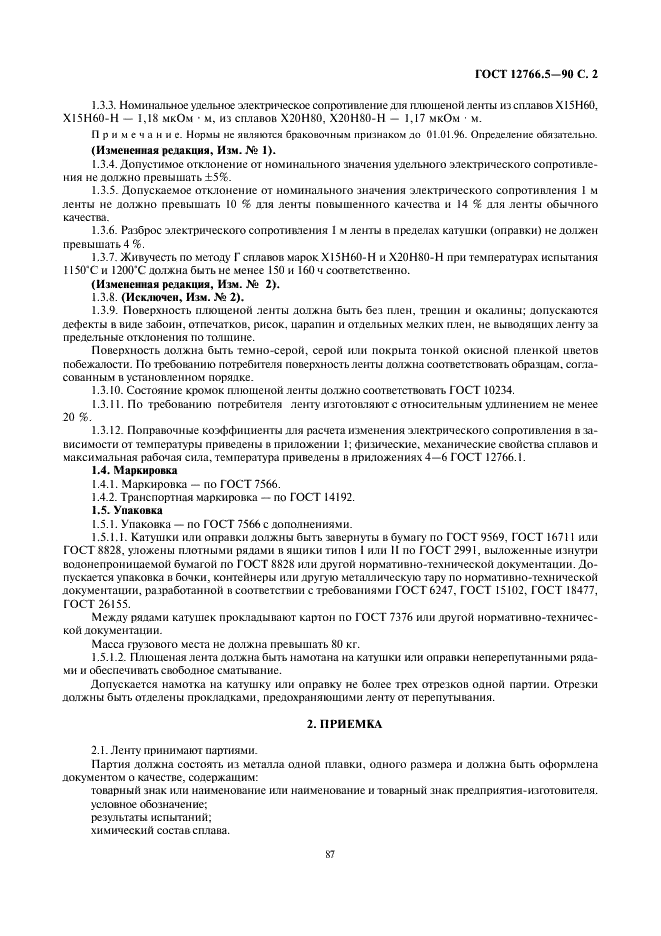 ГОСТ 12766.5—90 С. 2
1.3.3. Номинальное удельное электрическое сопротивление для плющеной ленты из сплавов Х15Н60,
Х15Н60-Н — 1,18 мкОм · м, из сплавов Х20Н80, Х20Н80-Н — 1,17 мкОм · м.
П р и м е ч а н и е. Нормы не являются браковочным признаком до 01.01.96. Определение обязательно.
(Измененная редакция, Изм. № 1).
1.3.4. Допустимое отклонение от номинального значения удельного электрического сопротивле-
ния не должно превышать ±5%.
1.3.5. Допускаемое отклонение от номинального значения электрического сопротивления 1 м
ленты не должно превышать 10 % для ленты повышенного качества и 14 % для ленты обычного
качества.
1.3.6. Разброс электрического сопротивления 1 м ленты в пределах катушки (оправки) не должен
превышать 4 %.
1.3.7. Живучесть по методу Г сплавов марок Х15Н60-Н и Х20Н80-Н при температурах испытания
1150˚С и 1200˚С должна быть не менее 150 и 160 ч соответственно.
(Измененная редакция, Изм. № 2).
1.3.8. (Исключен, Изм. № 2).
1.3.9. Поверхность плющеной ленты должна быть без плен, трещин и окалины; допускаются
дефекты в виде забоин, отпечатков, рисок, царапин и отдельных мелких плен, не выводящих ленту за
предельные отклонения по толщине.
Поверхность должна быть темно-серой, серой или покрыта тонкой окисной пленкой цветов
побежалости. По требованию потребителя поверхность ленты должна соответствовать образцам, согла-
сованным в установленном порядке.
1.3.10. Состояние кромок плющеной ленты должно соответствовать ГОСТ 10234.
1.3.11. По требованию потребителя ленту изготовляют с относительным удлинением не менее
20 %.
1.3.12. Поправочные коэффициенты для расчета изменения электрического сопротивления в за-
висимости от температуры приведены в приложении 1; физические, механические свойства сплавов и
максимальная рабочая сила, температура приведены в приложениях 4—6 ГОСТ 12766.1.
1.4. Маркировка
1.4.1. Маркировка — по ГОСТ 7566.
1.4.2. Транспортная маркировка — по ГОСТ 14192.
1.5. Упаковка
1.5.1. Упаковка — по ГОСТ 7566 с дополнениями.
1.5.1.1. Катушки или оправки должны быть завернуты в бумагу по ГОСТ 9569, ГОСТ 16711 или
ГОСТ 8828, уложены плотными рядами в ящики типов I или II по ГОСТ 2991, выложенные изнутри
водонепроницаемой бумагой по ГОСТ 8828 или другой нормативно-технической документации. До-
пускается упаковка в бочки, контейнеры или другую металлическую тару по нормативно-технической
документации, разработанной в соответствии с требованиями ГОСТ 6247, ГОСТ 15102, ГОСТ 18477,
ГОСТ 26155.
Между рядами катушек прокладывают картон по ГОСТ 7376 или другой нормативно-техничес-
кой документации.
Масса грузового места не должна превышать 80 кг.
1.5.1.2. Плющеная лента должна быть намотана на катушки или оправки неперепутанными ряда-
ми и обеспечивать свободное сматывание.
Допускается намотка на катушку или оправку не более трех отрезков одной партии. Отрезки
должны быть отделены прокладками, предохраняющими ленту от перепутывания.
2. ПРИЕМКА
2.1. Ленту принимают партиями.
Партия должна состоять из металла одной плавки, одного размера и должна быть оформлена
документом о качестве, содержащим:
товарный знак или наименование или наименование и товарный знак предприятия-изготовителя.
условное обозначение;
результаты испытаний;
химический состав сплава.
87